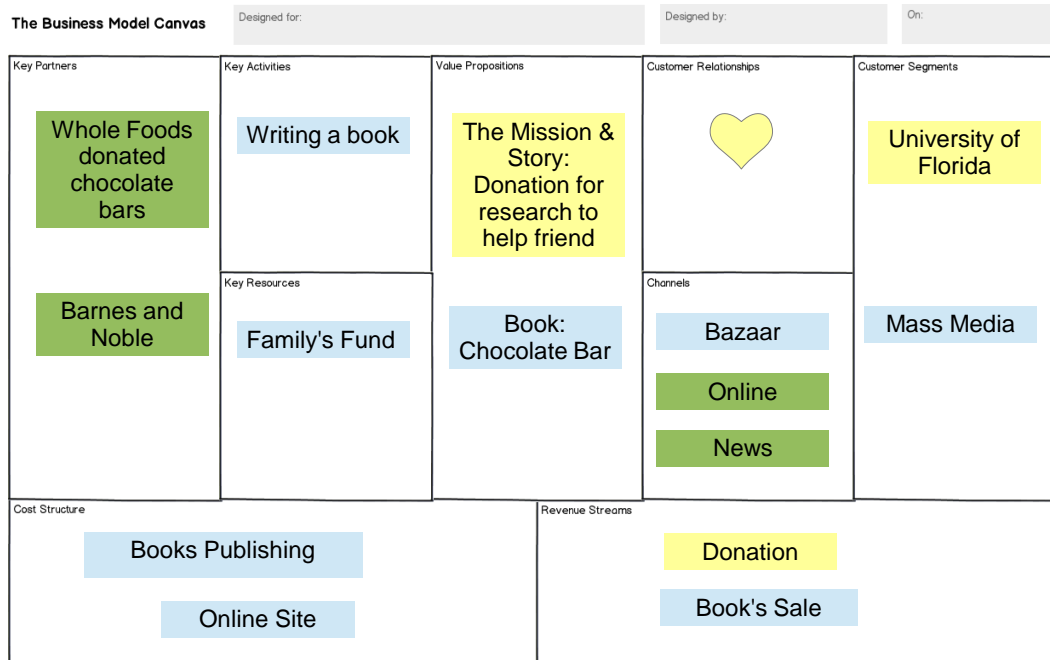 The Business Model Canvas
Designed for:
Designed by:
On:
Key Partners
Whole Foods
donated
chocolate
bars
Barnes and
Noble
Key Activities
Writing a book
Key Resources
Family's Fund
Value Propositions
The Mission &
Story:
Donation for
research to
help friend
Book:
Chocolate Bar
Customer Relationships
Channels
Bazaar
Online
News
Customer Segments
University of
Florida
Mass Media
Cost Structure
Books Publishing
Online Site
Revenue Streams
Donation
Book's Sale